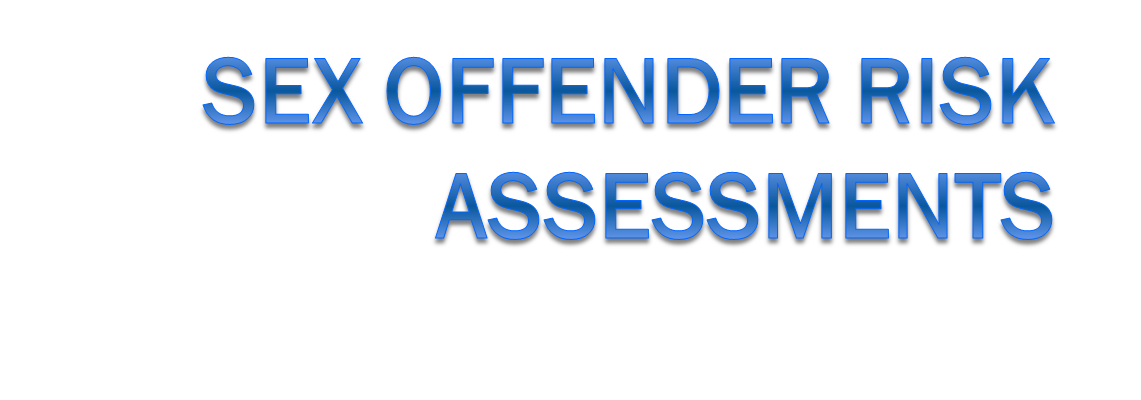 SEX OFFENDER RISK
ASSESSMENTS